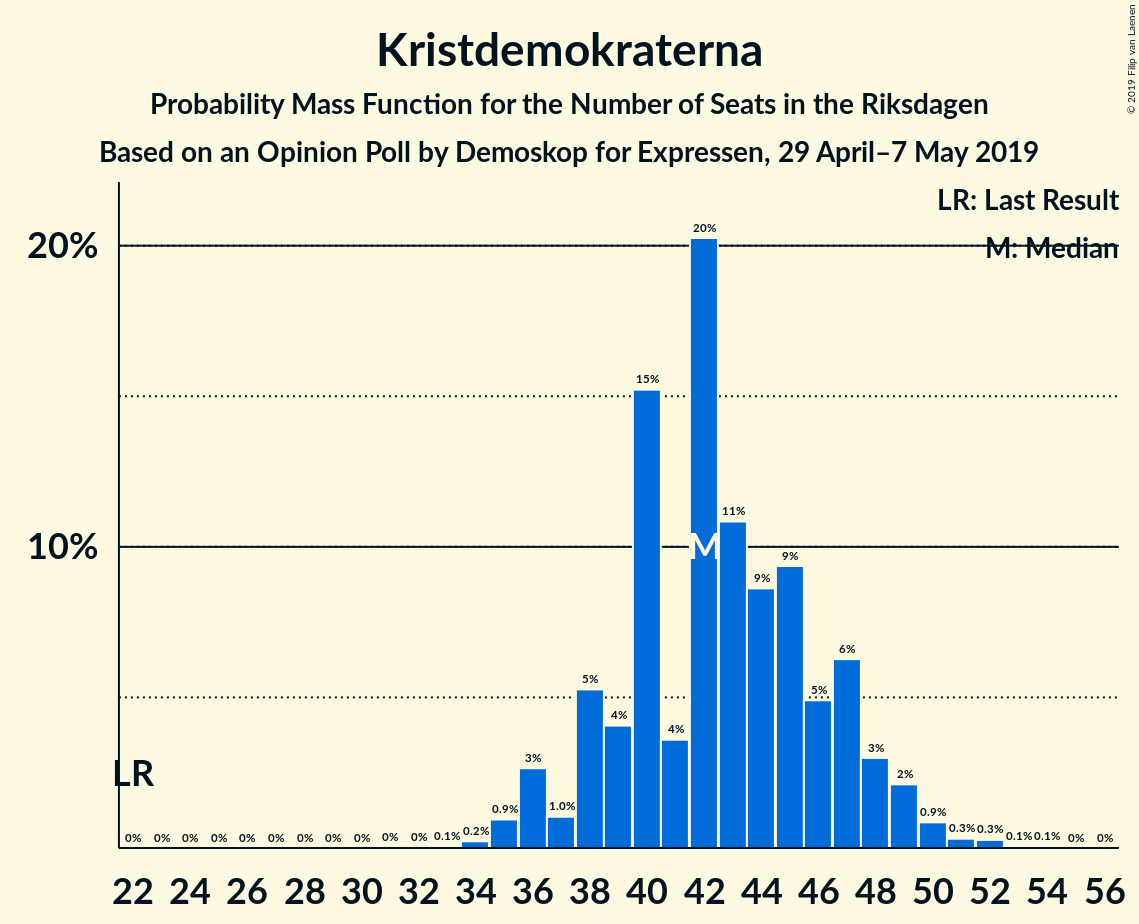 Kristdemokraterna
Probability Mass Function for the Number of Seats in the Riksdagen
Based on an Opinion Poll by Demoskop for Expressen, 29 April–7 May 2019
© 2019 Filip van Laenen
LR: Last Result
M: Median
20%
10%
20%
15%
11%
9%
9%
6%
5%
5%
4%
4%
3%
3%
2%
M
LR
0% 0% 0% 0% 0% 0% 0% 0% 0% 0% 0% 0.1% 0.2% 0.9% 1.0% 0.9% 0.3% 0.3% 0.1% 0.1% 0% 0%
22 24 26 28 30 32 34 36 38 40 42 44 46 48 50 52 54 56